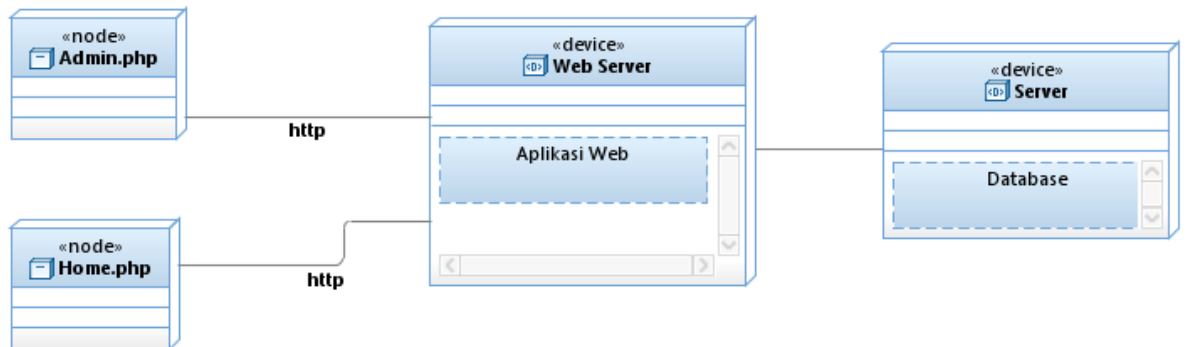 «node»
Admin.php
http
«node»
Home.php
http
«device»
Web Server
Aplikasi Web
«device»
Server
Database